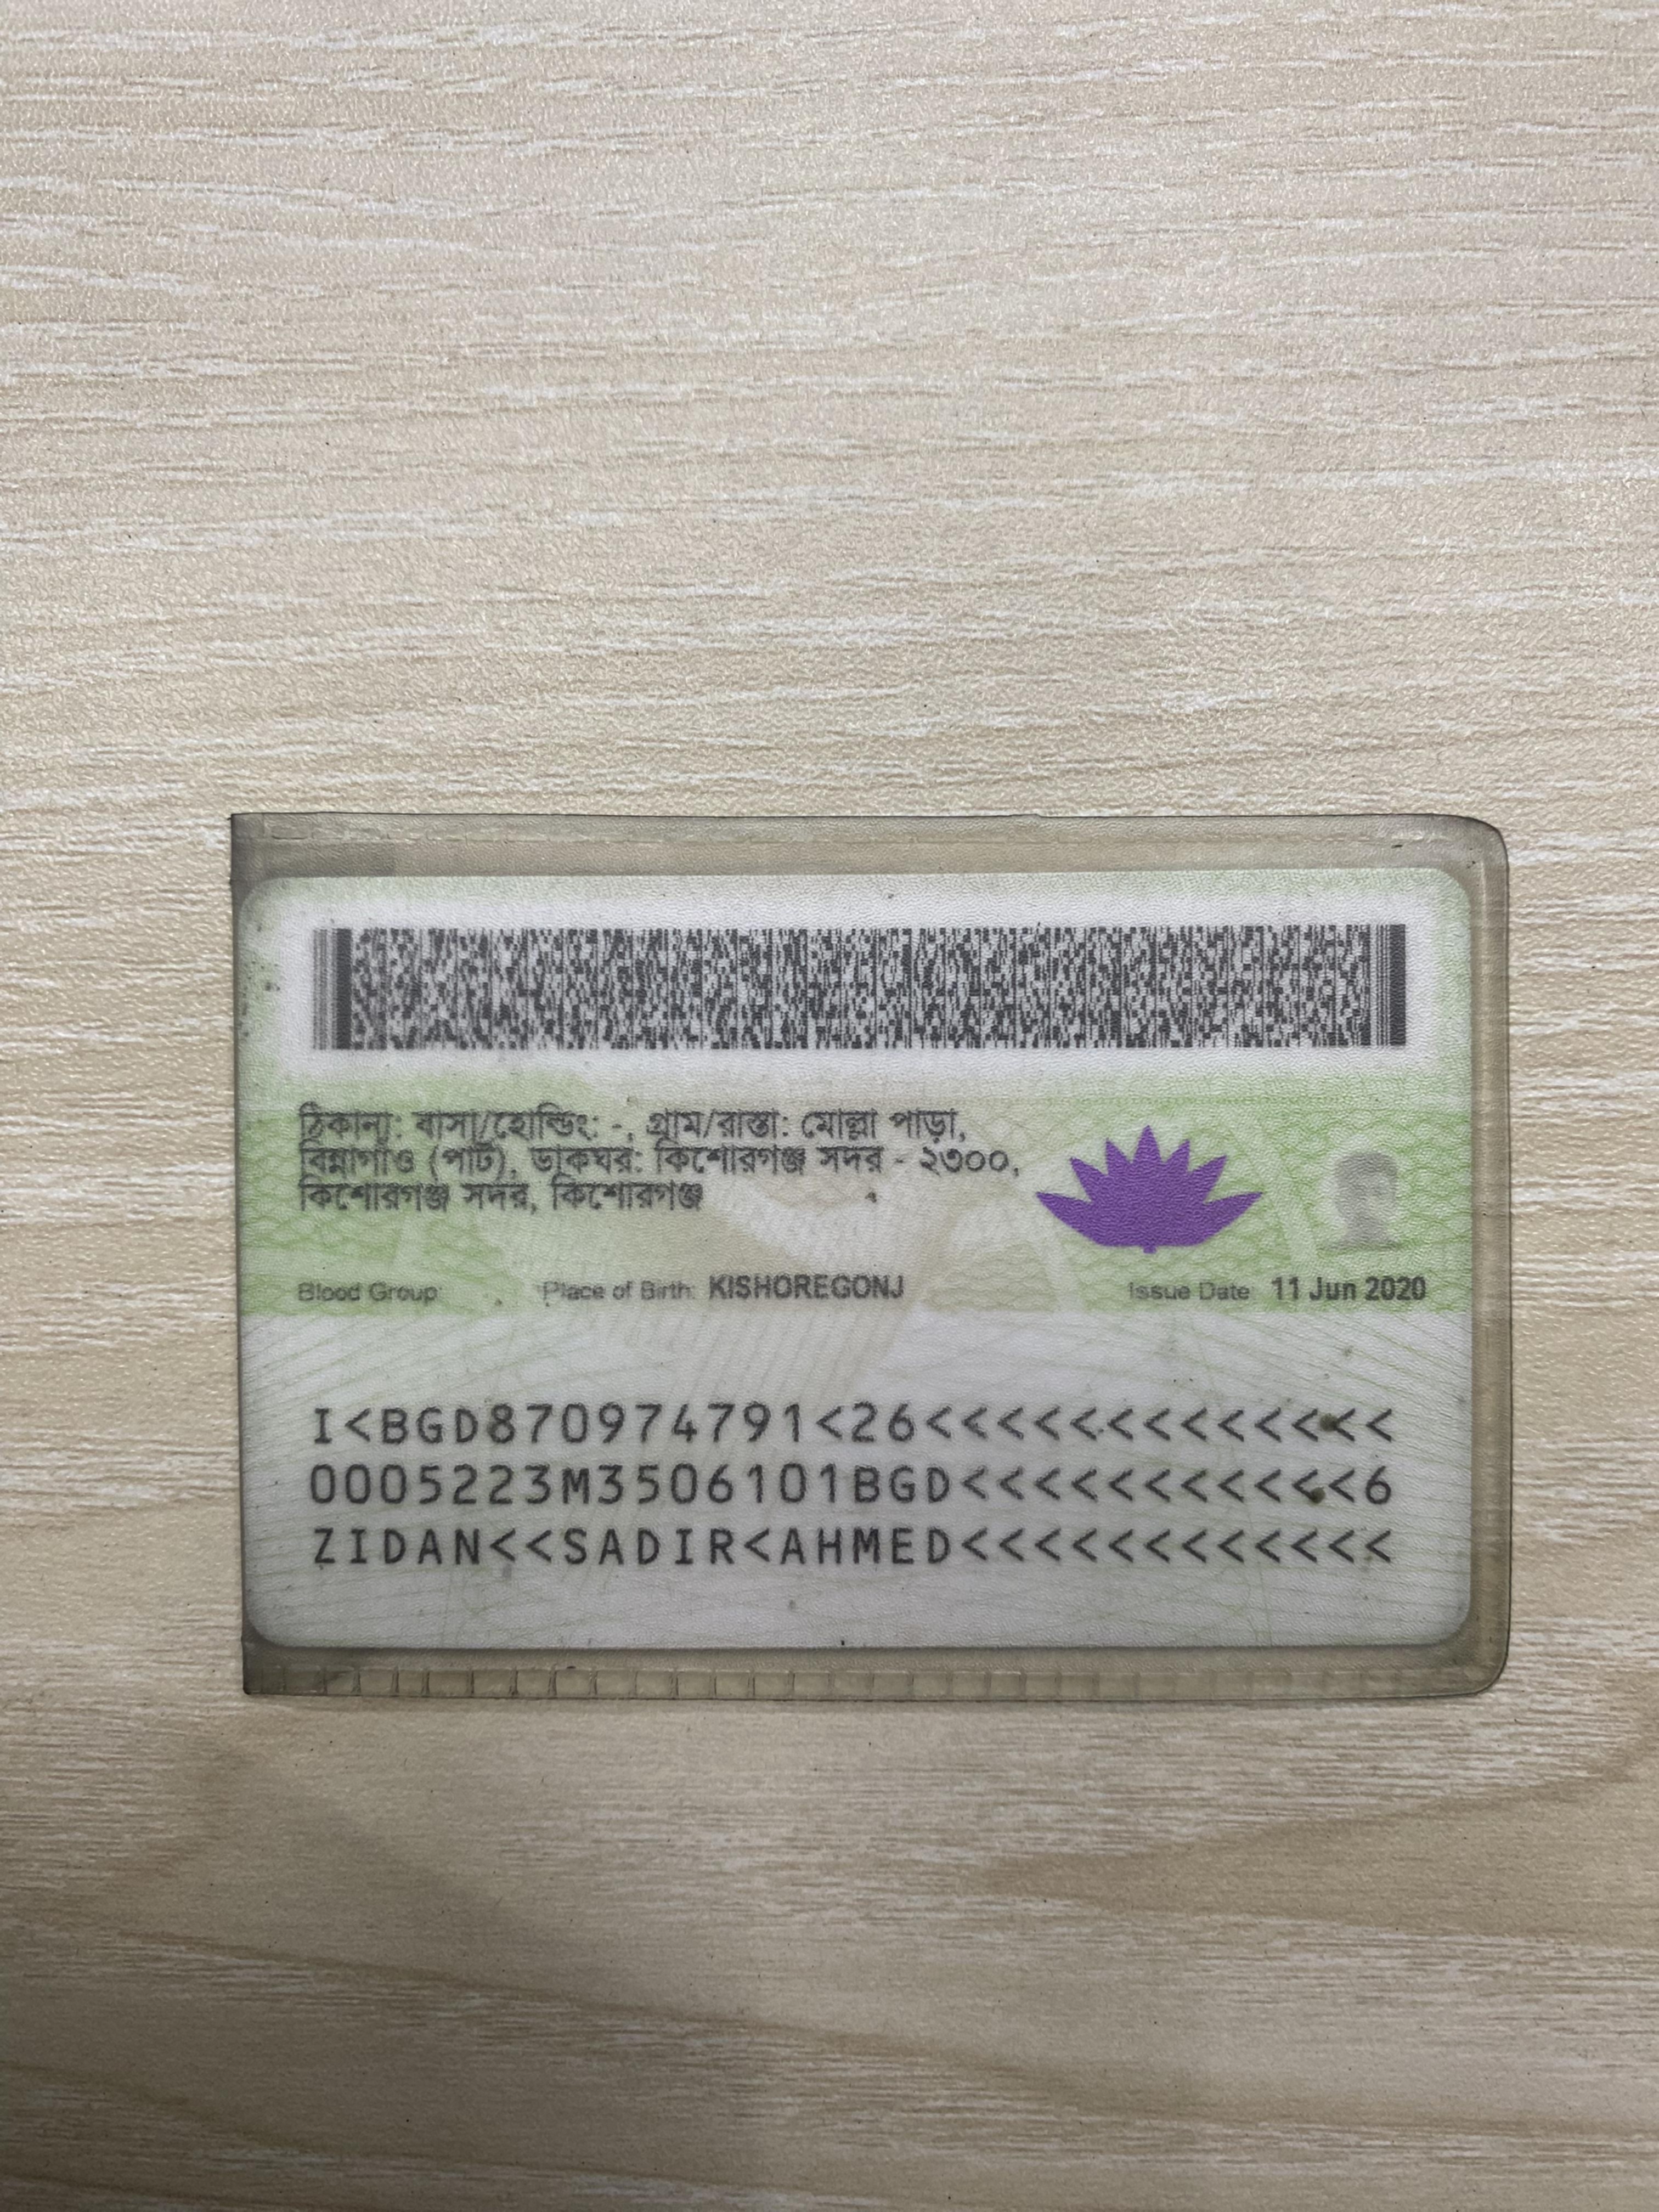 ঠিকানা: বাসা/হোল্ডিং: -, গ্রাম/রাস্তা: মোল্লা পাড়া,
বিন্নাগাঁও (পার্ট), ডাকঘর: কিশোরগঞ্জ সদর - ২৩০০,
কিশোরগঞ্জ সদর, কিশোরগঞ্জ
Blood Group: Place of Birth: KISHOREGONJ Issue Date: 11 Jun 2020
I<BGD870974791<26<<<<<<<<<<<<<
0005223M3506101BGD<<<<<<<<<<<6
ZIDAN<<SADIR<AHMED<<<<<<<<<<<<